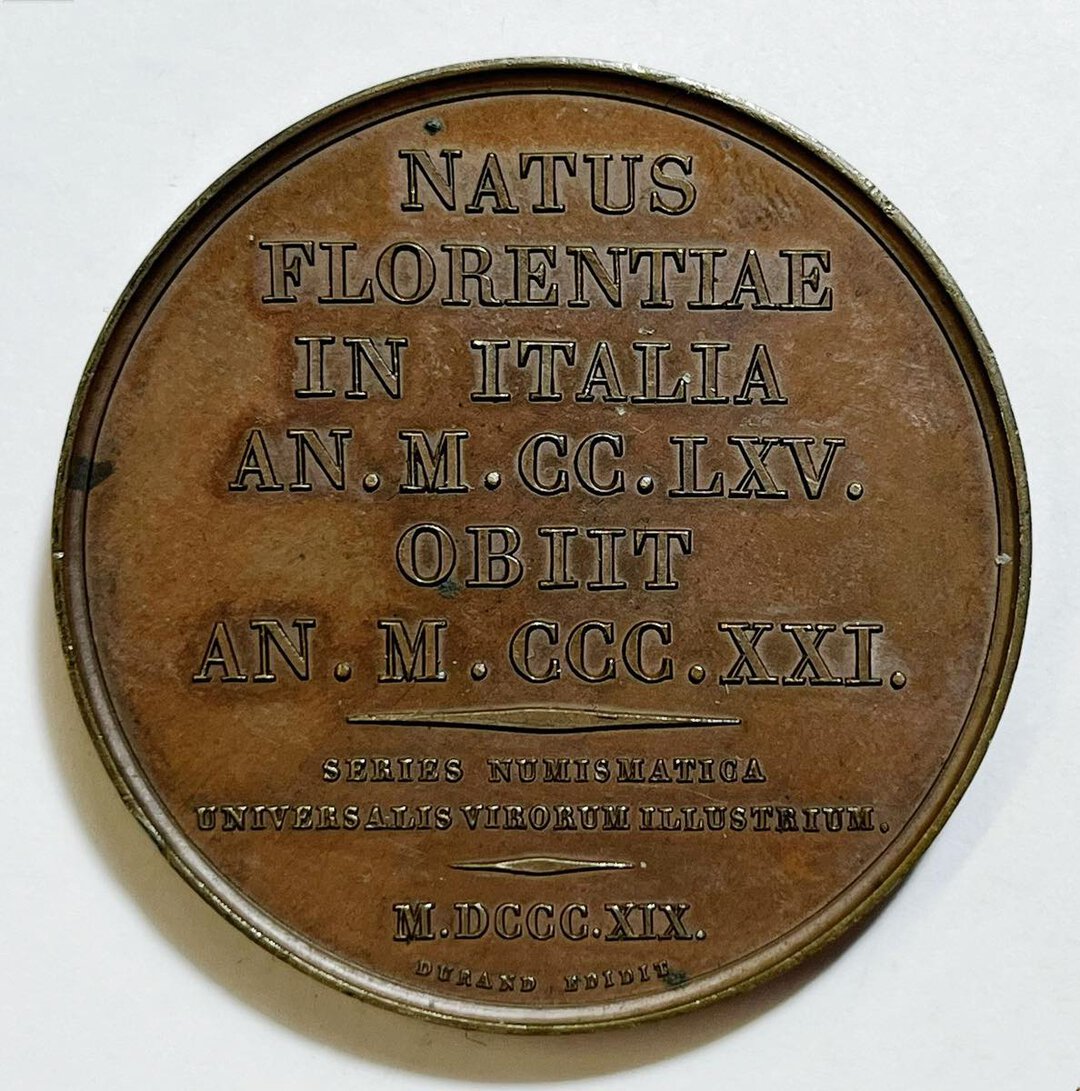 NATUS
FLORENTIAE
IN ITALIA
AN. M. CC. LXV.
OBIIT
AN. M. CCC. XXI.
SERIES NUMISMATICA
UNIVERSALIS VIRORUM ILLUSTRIUM.
M. DCCC. XIX.
DURAND EDIDIT